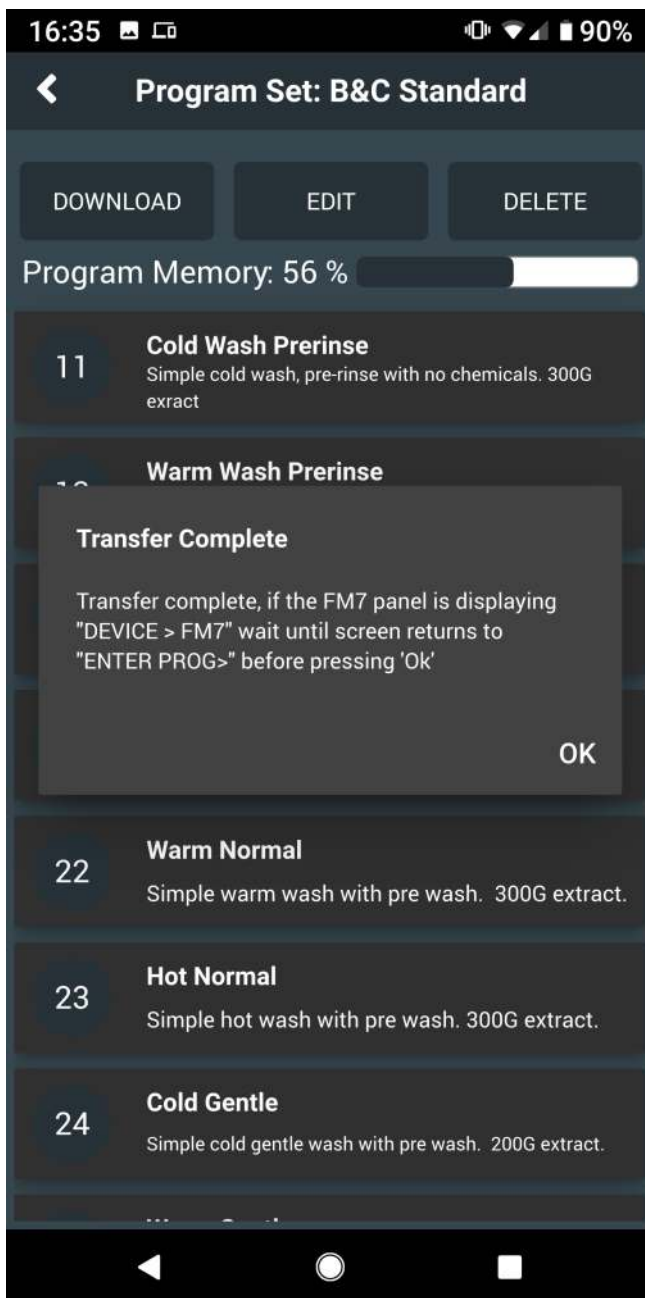 16:35 90%
Program Set: B&C Standard
DOWNLOAD EDIT DELETE
Program Memory: 56 %
11
Cold Wash Prerinse
Simple cold wash, pre-rinse with no chemicals. 300G
exract
Warm Wash Prerinse
Transfer Complete
Transfer complete, if the FM7 panel is displaying
"DEVICE > FM7" wait until screen returns to
"ENTER PROG>" before pressing 'Ok'
OK
22
Warm Normal
Simple warm wash with pre wash.  300G extract.
23
Hot Normal
Simple hot wash with pre wash. 300G extract.
24
Cold Gentle
Simple cold gentle wash with pre wash.  200G extract.